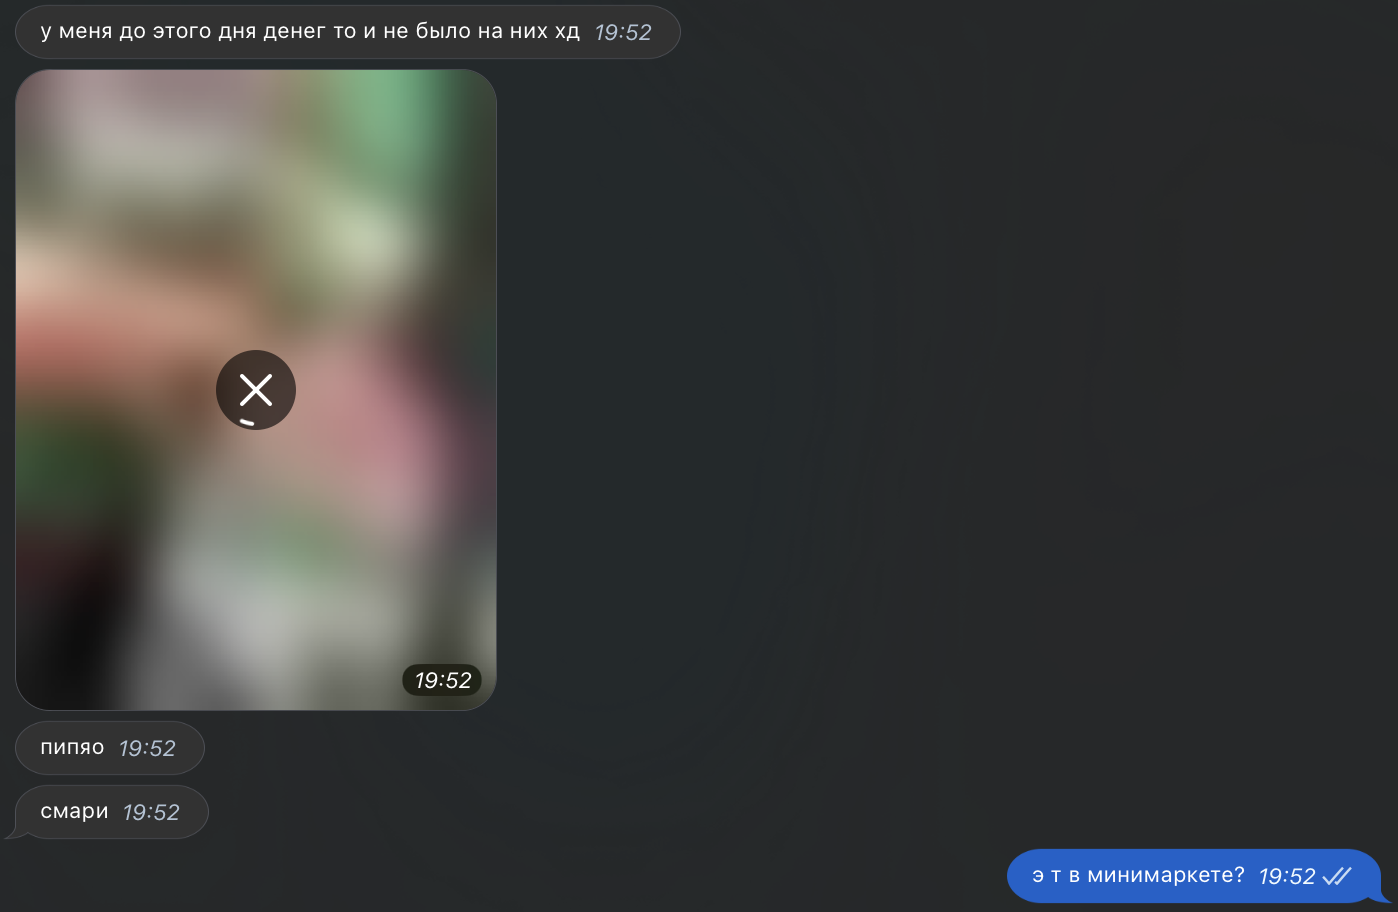 у меня до этого дня денег то и не было на них хд 19:52
19:52
пипяо 19:52
смари 19:52
э т в минимаркете? 19:52